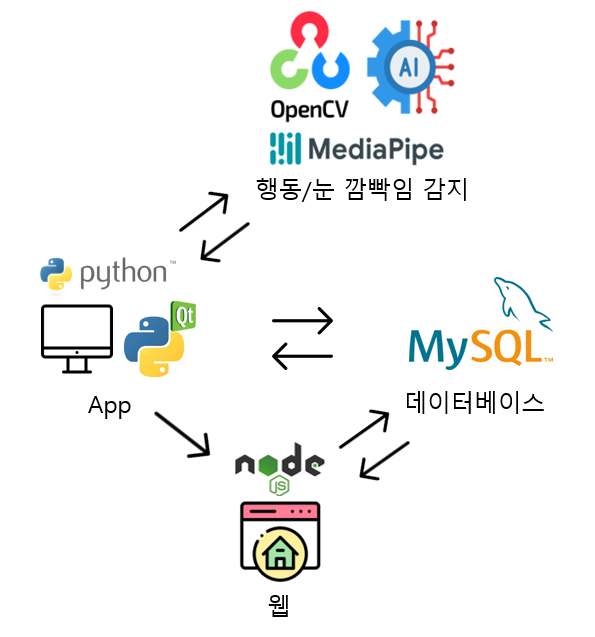 OpenCV
AI
MediaPipe
행동/눈 깜빡임 감지
python™
Qt
App
MySQL™
데이터베이스
node
JS
웹